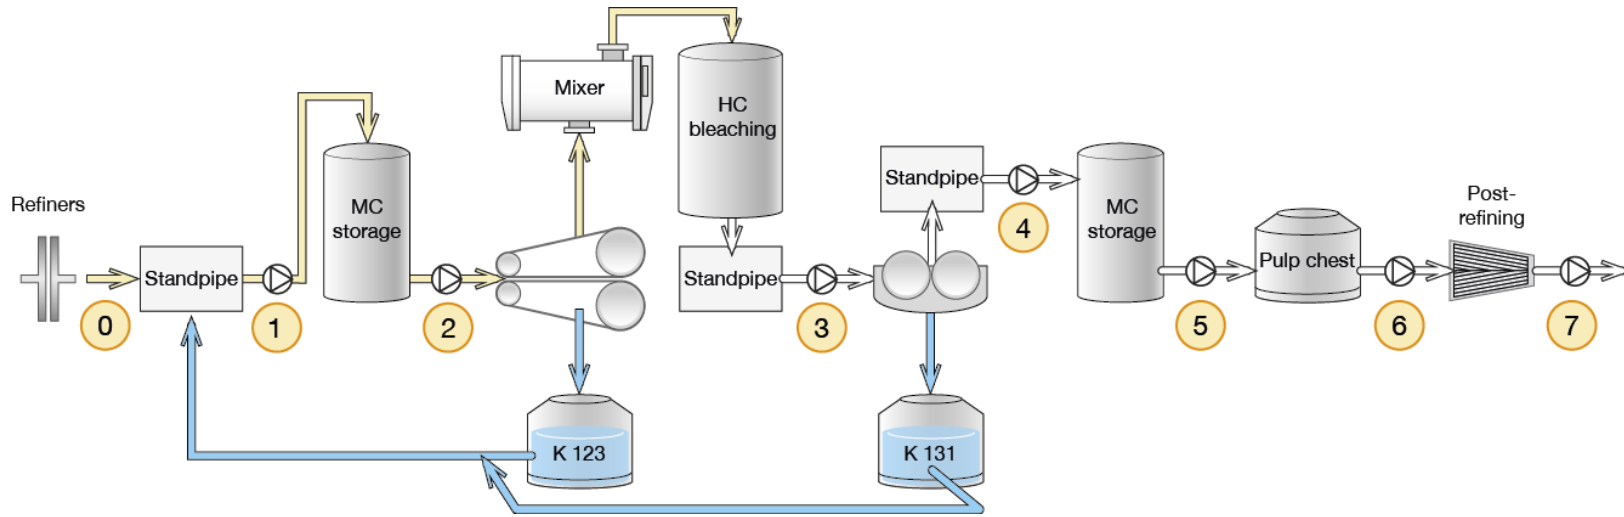 Refiners
0
Standpipe
1
MC
storage
2
Mixer
K 123
HC
bleaching
Standpipe
3
K 131
Standpipe
4
MC
storage
5
Pulp chest
6
Post-
refining
7